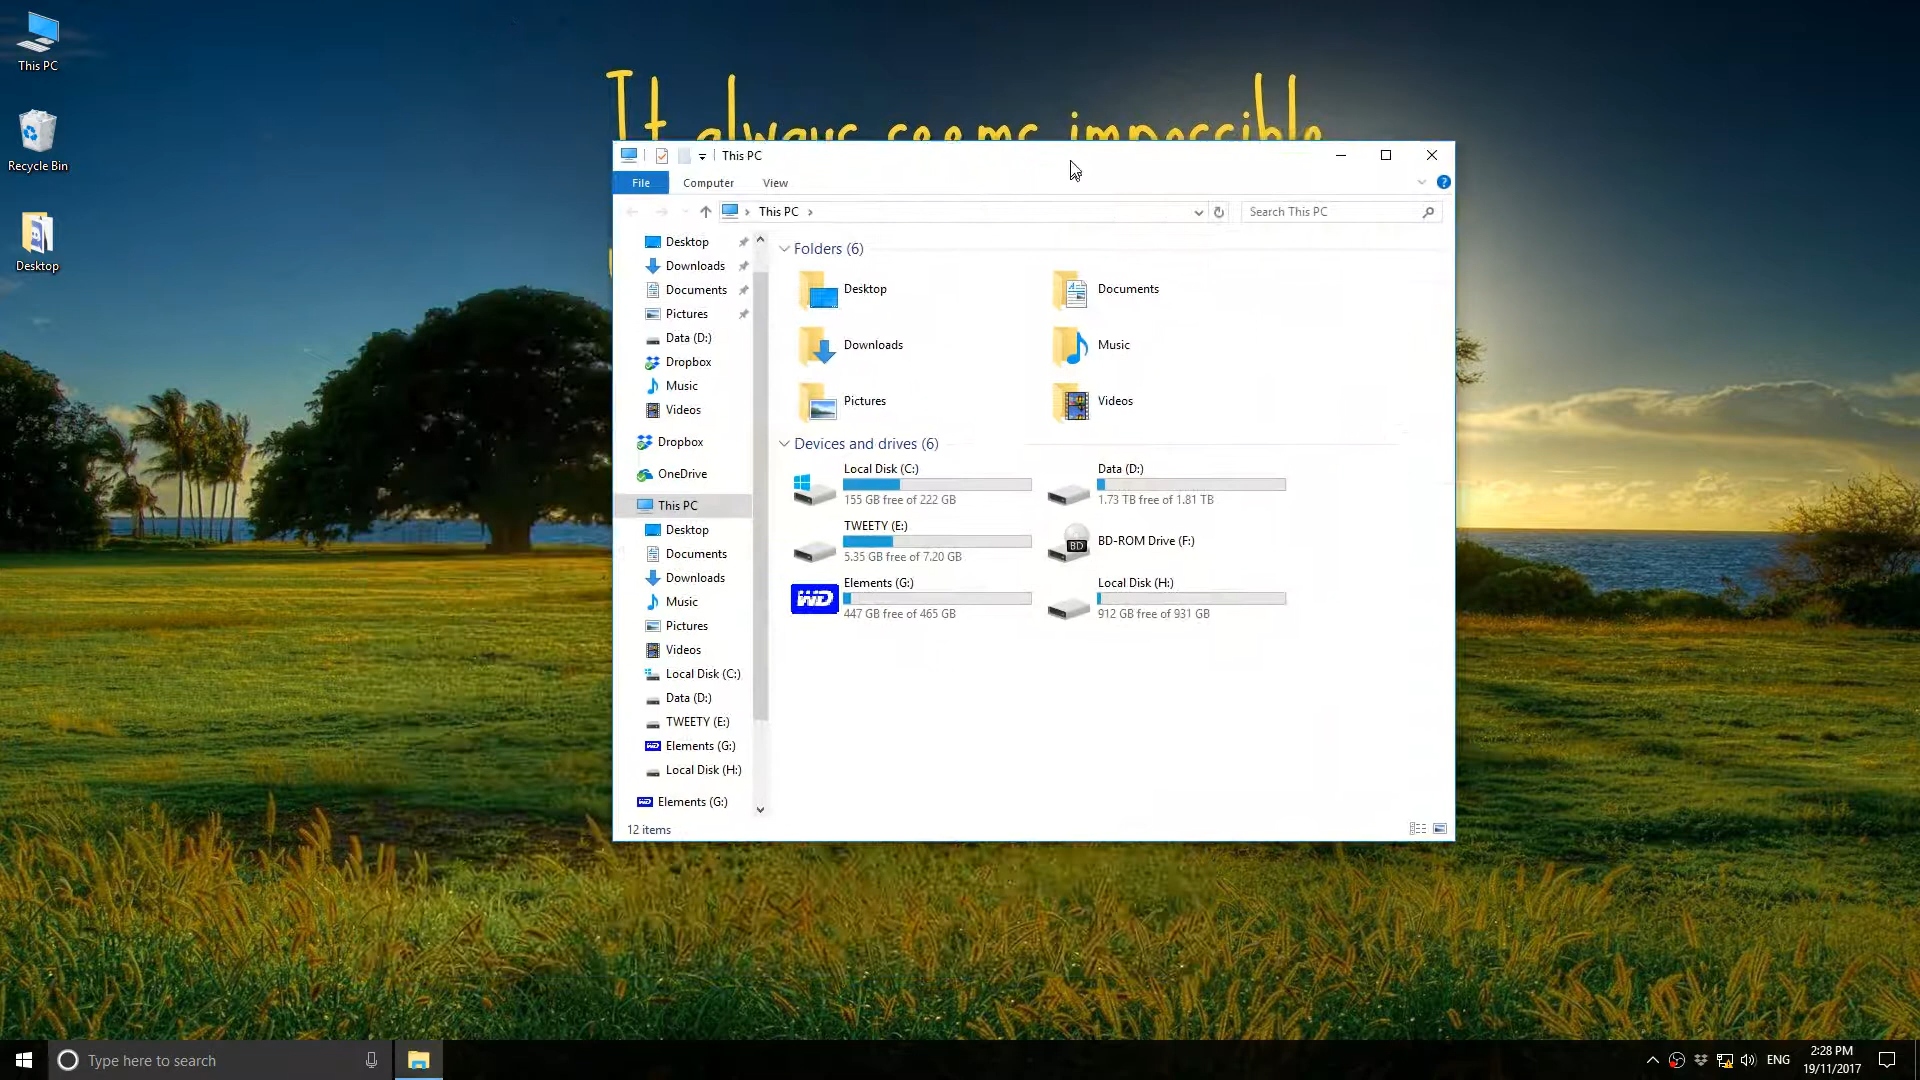 This PC
Recycle Bin
Desktop
It always seems impossible
This PC
File Computer View
This PC
Search This PC
Desktop
Downloads
Documents
Pictures
Data (D:)
Dropbox
Music
Videos
Dropbox
OneDrive
This PC
Desktop
Documents
Downloads
Music
Pictures
Videos
Local Disk (C:)
Data (D:)
TWEETY (E:)
Elements (G:)
Local Disk (H:)
Elements (G:)
Folders (6)
Desktop
Documents
Downloads
Music
Pictures
Videos
Devices and drives (6)
Local Disk (C:)
155 GB free of 222 GB
Data (D:)
1.73 TB free of 1.81 TB
TWEETY (E:)
5.35 GB free of 7.20 GB
BD
BD-ROM Drive (F:)
WD
Elements (G:)
447 GB free of 465 GB
Local Disk (H:)
912 GB free of 931 GB
12 items
Type here to search
ENG
2:28 PM
19/11/2017